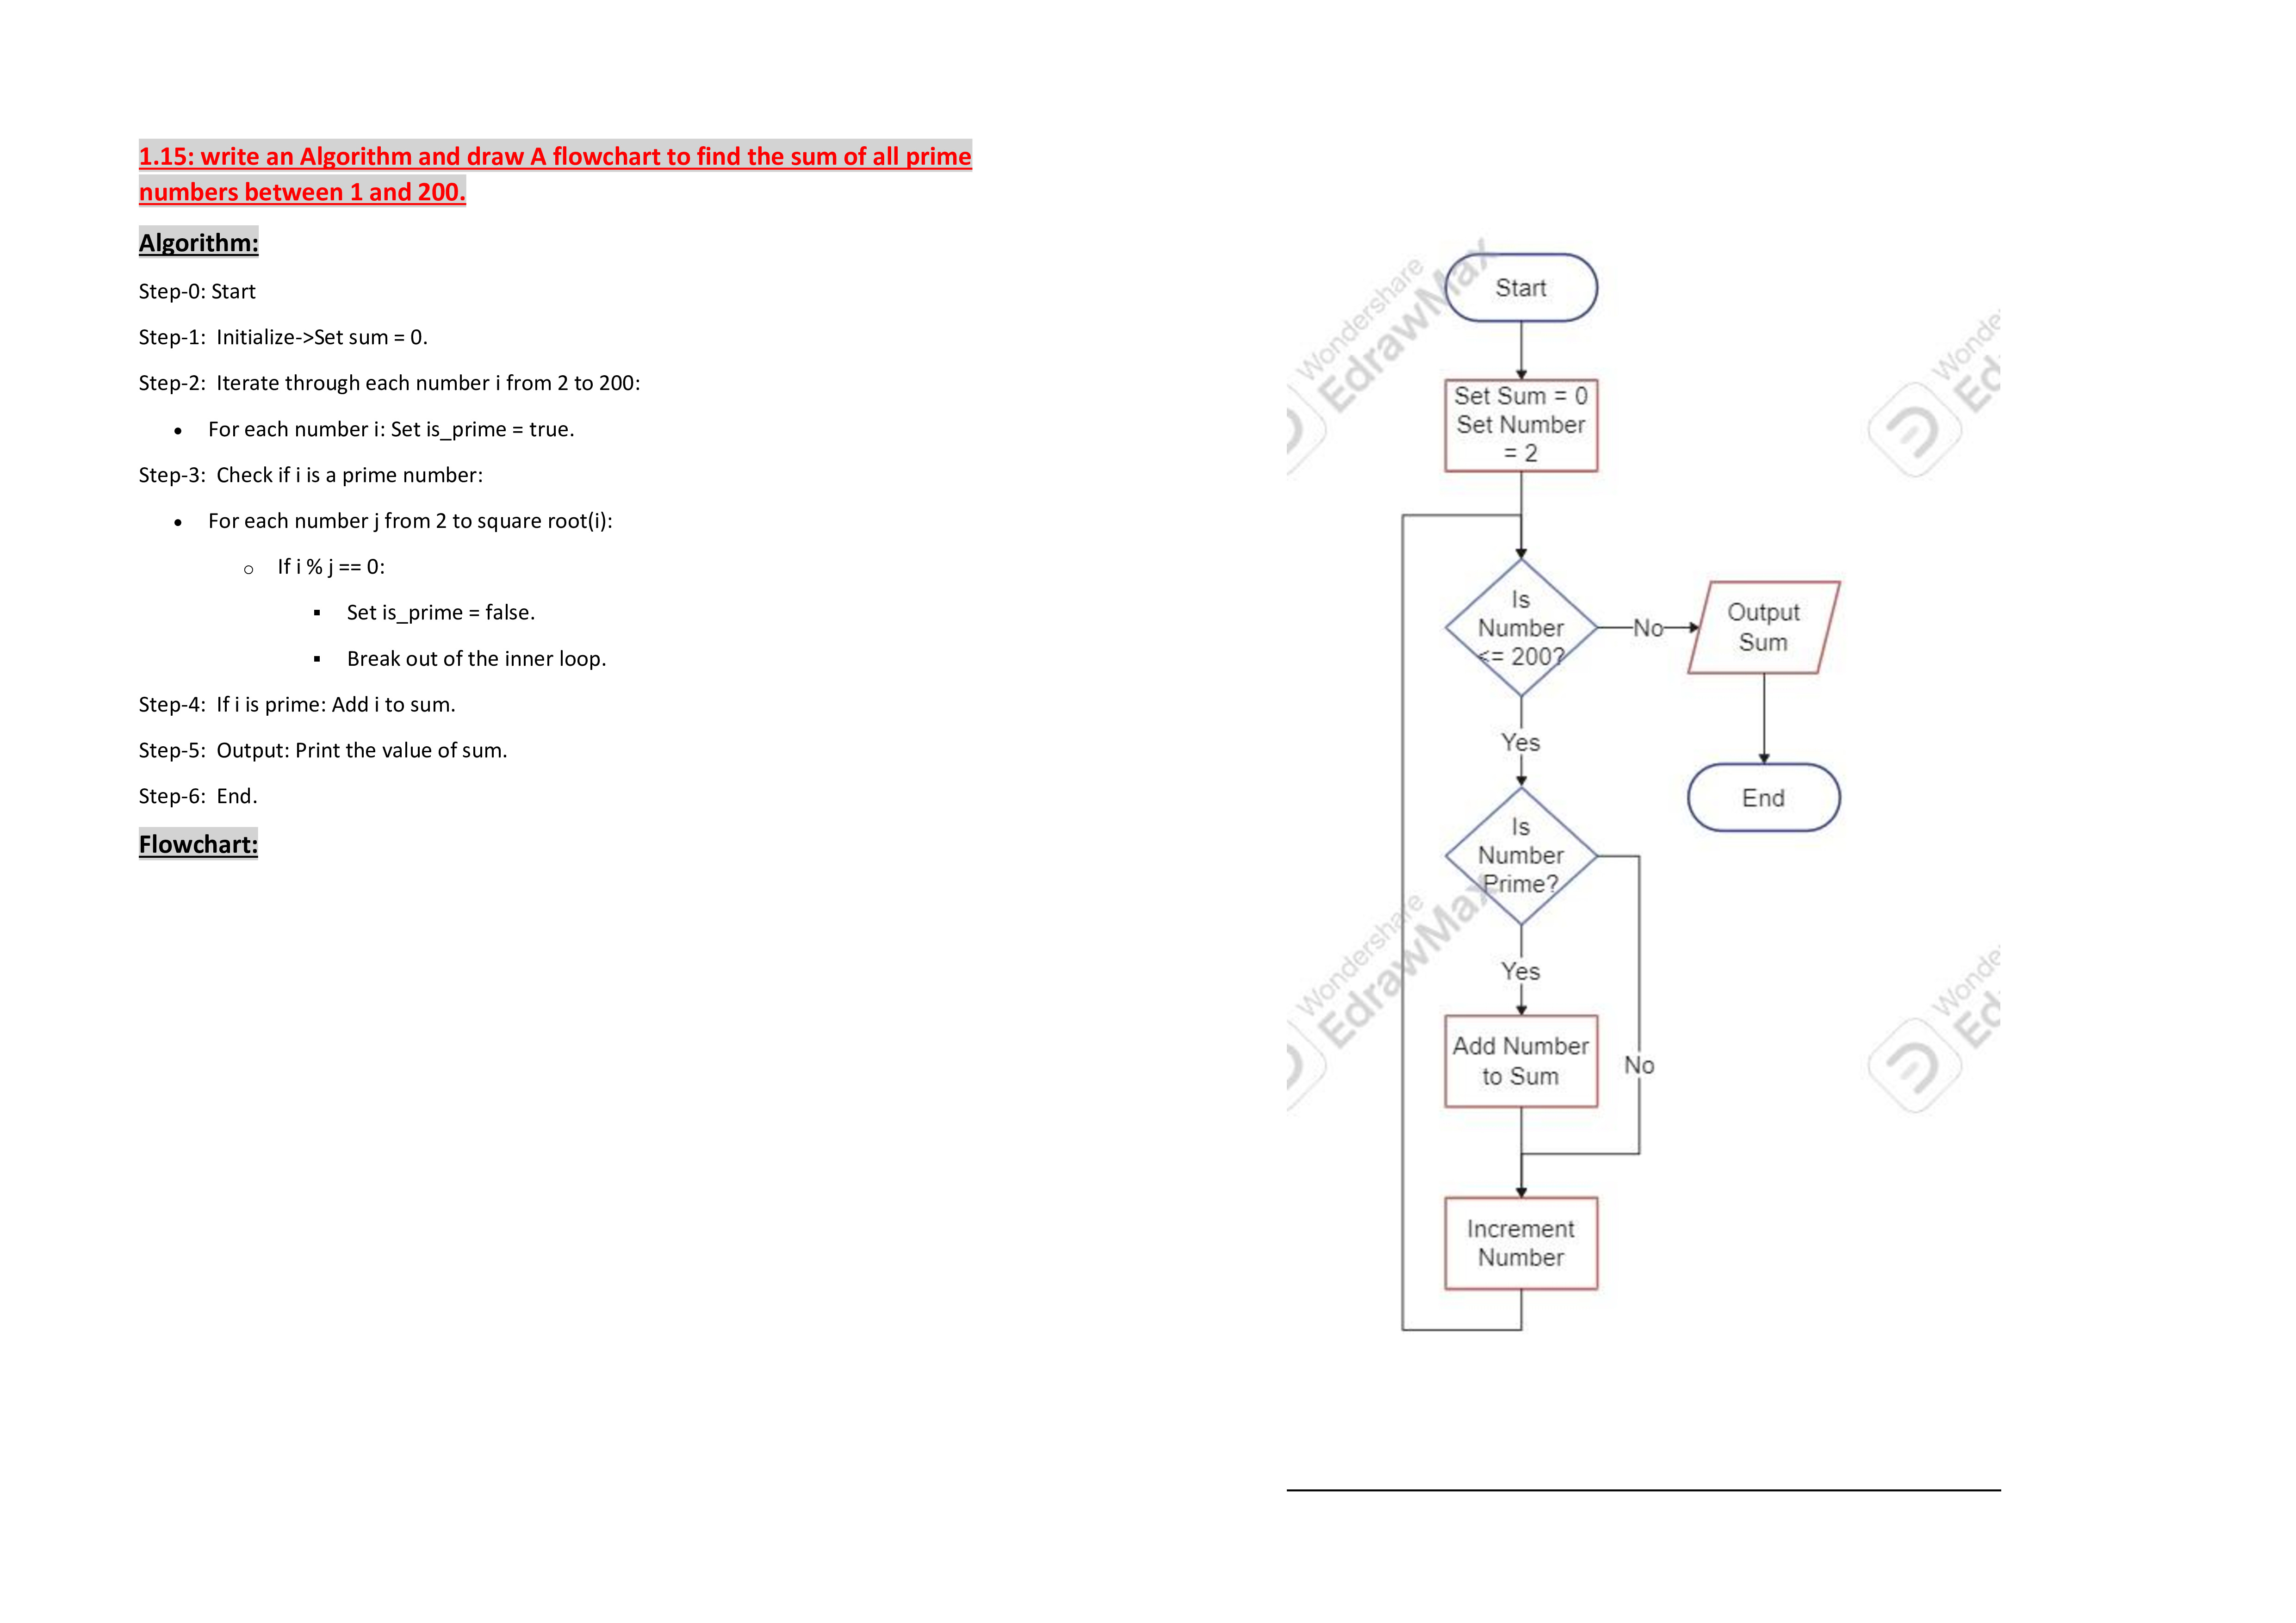 1.15: write an Algorithm and draw A flowchart to find the sum of all prime
numbers between 1 and 200.
Algorithm:
Step-0: Start
Step-1:  Initialize->Set sum = 0.
Step-2:  Iterate through each number i from 2 to 200:
• For each number i: Set is_prime = true.
Step-3:  Check if i is a prime number:
• For each number j from 2 to square root(i):
o If i % j == 0:
▪ Set is_prime = false.
▪ Break out of the inner loop.
Step-4:  If i is prime: Add i to sum.
Step-5:  Output: Print the value of sum.
Step-6:  End.
Flowchart:
Start
Set Sum = 0
Set Number
= 2
Is
Number
<= 200?
No
Output
Sum
End
Yes
Is
Number
Prime?
Yes
Add Number
to Sum
No
Increment
Number
Wondershare
EdrawMax
Wonde
Ed
Wondershare
EdrawMax
Wonde
Ed